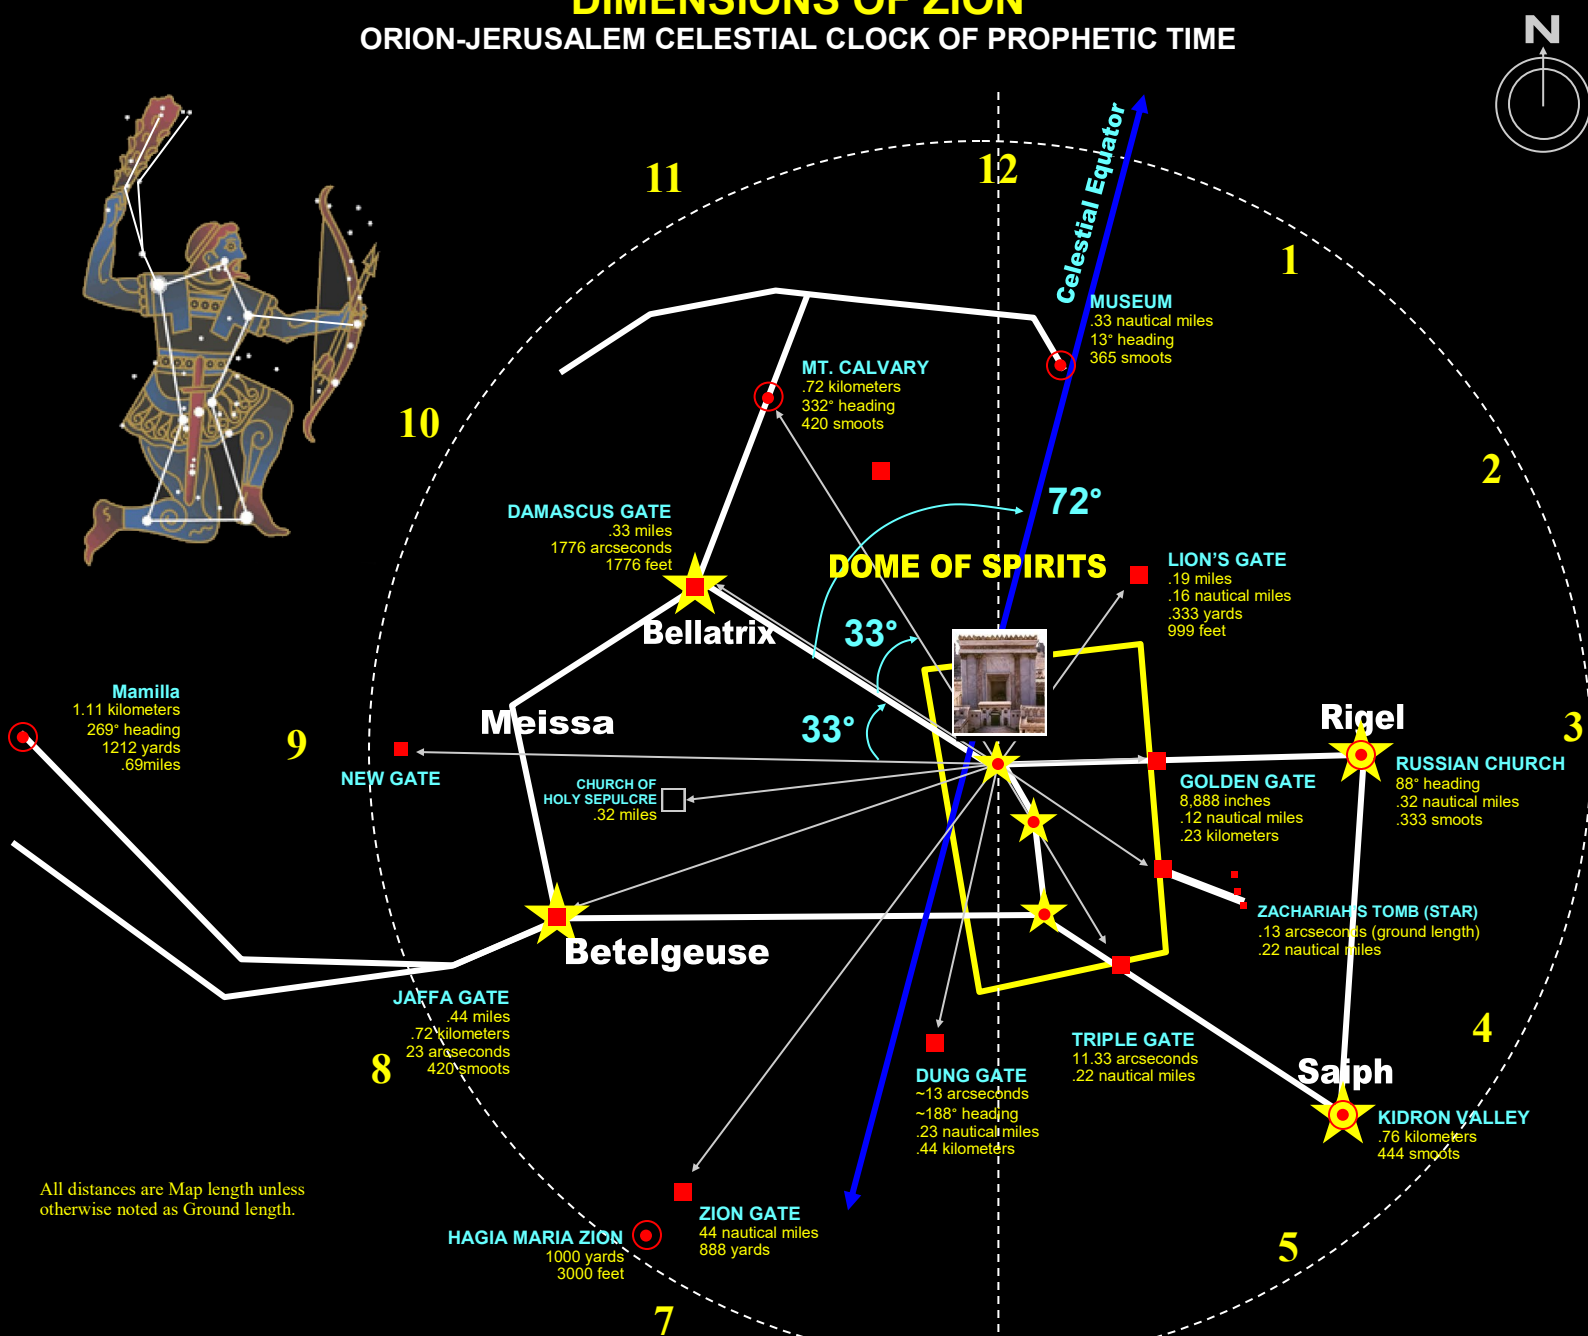 DIMENSIONS OF ZION
ORION-JERUSALEM CELESTIAL CLOCK OF PROPHETIC TIME
N
12
11
1
10
2
9
3
8
4
7
5
Celestial Equator
MUSEUM
.33 nautical miles
13° heading
365 smoots
MT. CALVARY
.72 kilometers
332° heading
420 smoots
72°
DAMASCUS GATE
.33 miles
1776 arcseconds
1776 feet
DOME OF SPIRITS
LION'S GATE
.19 miles
.16 nautical miles
.333 yards
999 feet
Bellatrix
33°
33°
Mamilla
1.11 kilometers
269° heading
1212 yards
.69miles
Meissa
Rigel
NEW GATE
CHURCH OF
HOLY SEPULCRE
.32 miles
GOLDEN GATE
8,888 inches
.12 nautical miles
.23 kilometers
RUSSIAN CHURCH
88° heading
.32 nautical miles
.333 smoots
ZACHARIAH'S TOMB (STAR)
.13 arcseconds (ground length)
.22 nautical miles
Betelgeuse
JAFFA GATE
.44 miles
.72 kilometers
23 arcseconds
420 smoots
TRIPLE GATE
11.33 arcseconds
.22 nautical miles
DUNG GATE
~13 arcseconds
~188° heading
.23 nautical miles
.44 kilometers
Saiph
KIDRON VALLEY
.76 kilometers
444 smoots
All distances are Map length unless
otherwise noted as Ground length.
ZION GATE
44 nautical miles
888 yards
HAGIA MARIA ZION
1000 yards
3000 feet